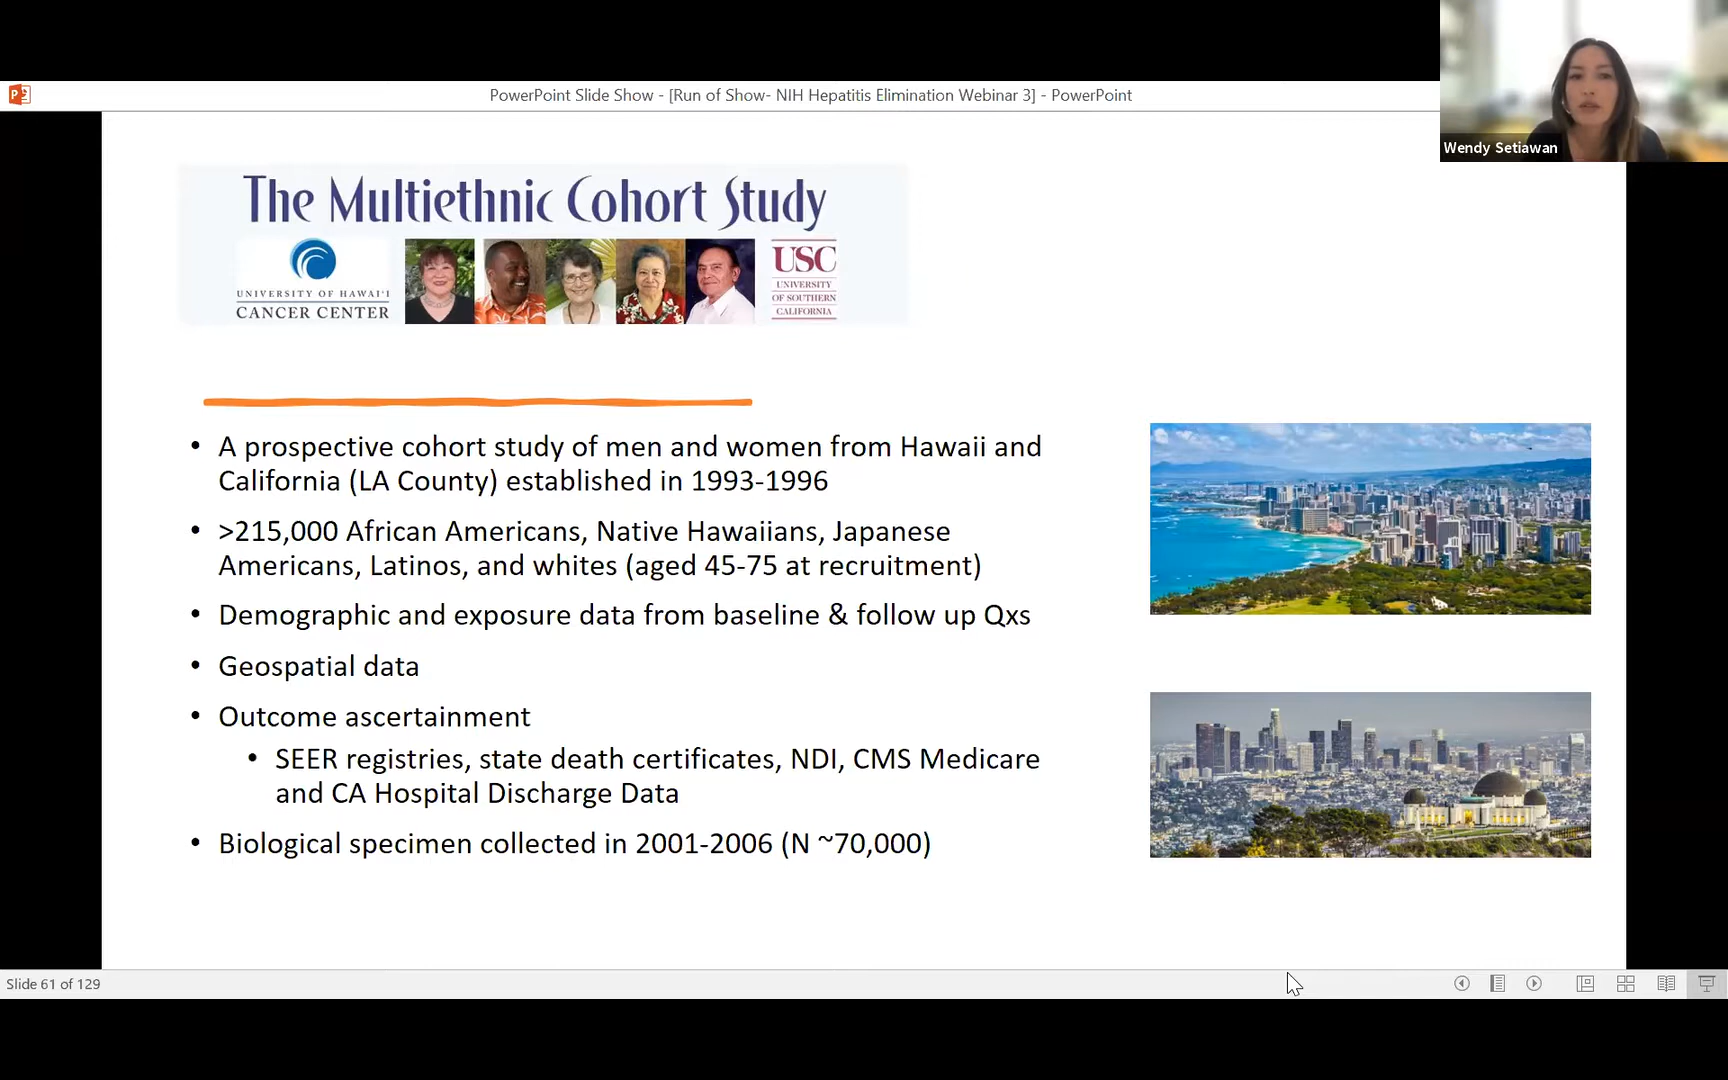 PowerPoint Slide Show - [Run of Show- NIH Hepatitis Elimination Webinar 3] - PowerPoint
Wendy Setiawan
The Multiethnic Cohort Study
UNIVERSITY OF HAWAI‘I
CANCER CENTER
USC
UNIVERSITY
OF SOUTHERN
CALIFORNIA
• A prospective cohort study of men and women from Hawaii and
California (LA County) established in 1993-1996
• >215,000 African Americans, Native Hawaiians, Japanese
Americans, Latinos, and whites (aged 45-75 at recruitment)
• Demographic and exposure data from baseline & follow up Qxs
• Geospatial data
• Outcome ascertainment
• SEER registries, state death certificates, NDI, CMS Medicare
and CA Hospital Discharge Data
• Biological specimen collected in 2001-2006 (N ~70,000)
Slide 61 of 129